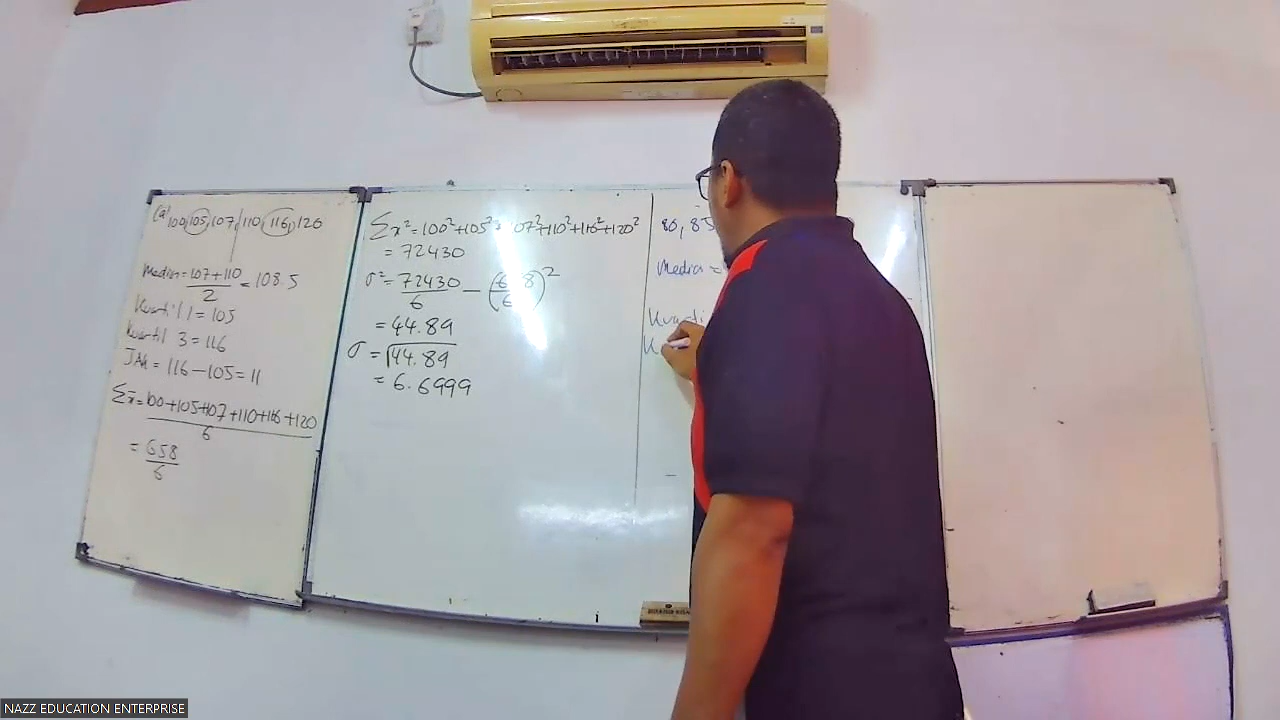 (a) 100, 105, 107, 110, 116, 120
Median = 107+110 / 2 = 108.5
Kuartil 1 = 105
Kuartil 3 = 116
JAK = 116 - 105 = 11
Σx̄ = 100+105+107+110+116+120 / 6
= 658 / 6
Σx² = 100²+105²+107²+110²+116²+120²
= 72430
σ² = 72430 / 6 - (658 / 6)²
= 44.89
σ = √44.89
= 6.6999
80, 85
Median =
Kuarti
K
NAZZ EDUCATION ENTERPRISE